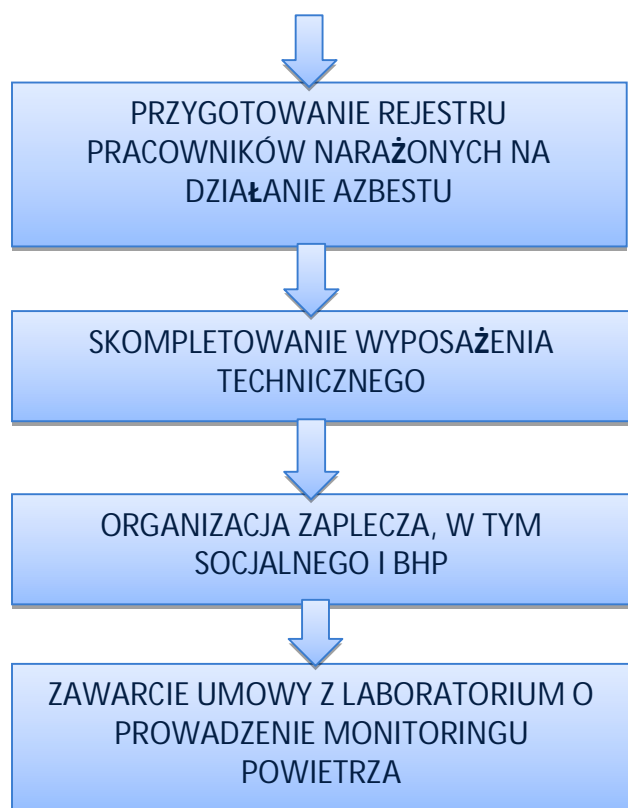 PRZYGOTOWANIE REJESTRU
PRACOWNIKÓW NARAŻONYCH NA
DZIAŁANIE AZBESTU
SKOMPLETOWANIE WYPOSAŻENIA
TECHNICZNEGO
ORGANIZACJA ZAPLECZA, W TYM
SOCJALNEGO I BHP
ZAWARCIE UMOWY Z LABORATORIUM O
PROWADZENIE MONITORINGU
POWIETRZA